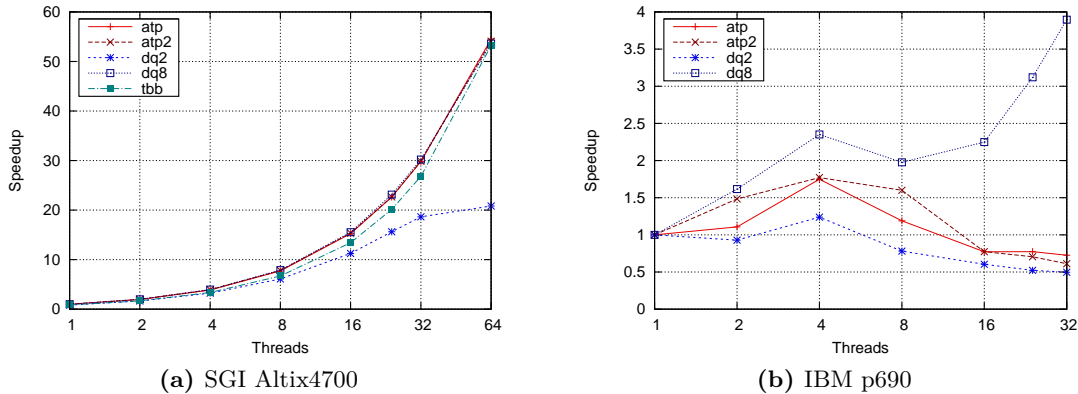 60
50
40
30
20
10
0
1 2 4 8 16 32 64
Speedup
Threads
atp
atp2
dq2
dq8
tbb
(a) SGI Altix4700
4
3.5
3
2.5
2
1.5
1
0.5
0
1 2 4 8 16 32
Speedup
Threads
atp
atp2
dq2
dq8
(b) IBM p690